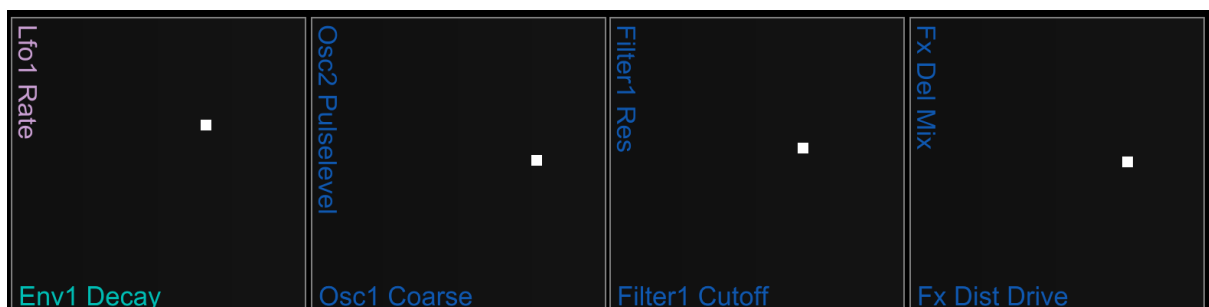 Lfo1 Rate
Env1 Decay
Osc2 Pulselevel
Osc1 Coarse
Filter1 Res
Filter1 Cutoff
Fx Del Mix
Fx Dist Drive